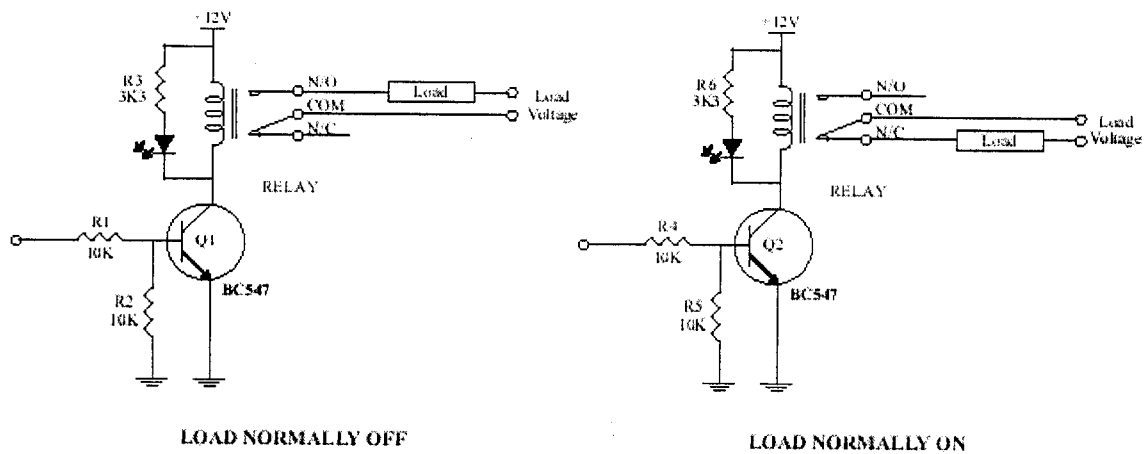 +12V
R3
3K3
N/O
Load
Load
COM
Voltage
N/C
RELAY
R1
10K
Q1
BC547
R2
10K
LOAD NORMALLY OFF
+12V
R6
3K3
N/O
COM
Load
N/C
Load
Voltage
RELAY
R4
10K
Q2
BC547
R5
10K
LOAD NORMALLY ON